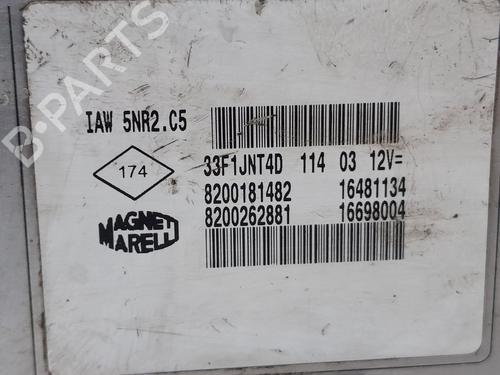 B-PARTS
IAW 5NR2.C5
174
33F1JNT4D 114 03 12V=
8200181482 16481134
8200262881 16698004
MAGNETI
MARELLI